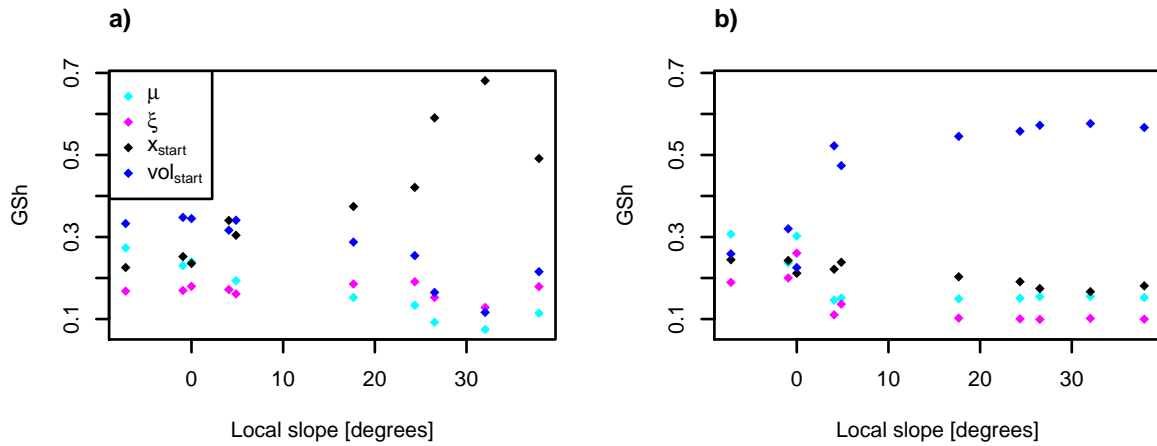 a)
0.7
0.5
0.3
0.1
GSh
μ
ξ
x_start
vol_start
0 10 20 30
Local slope [degrees]
b)
0.7
0.5
0.3
0.1
GSh
0 10 20 30
Local slope [degrees]